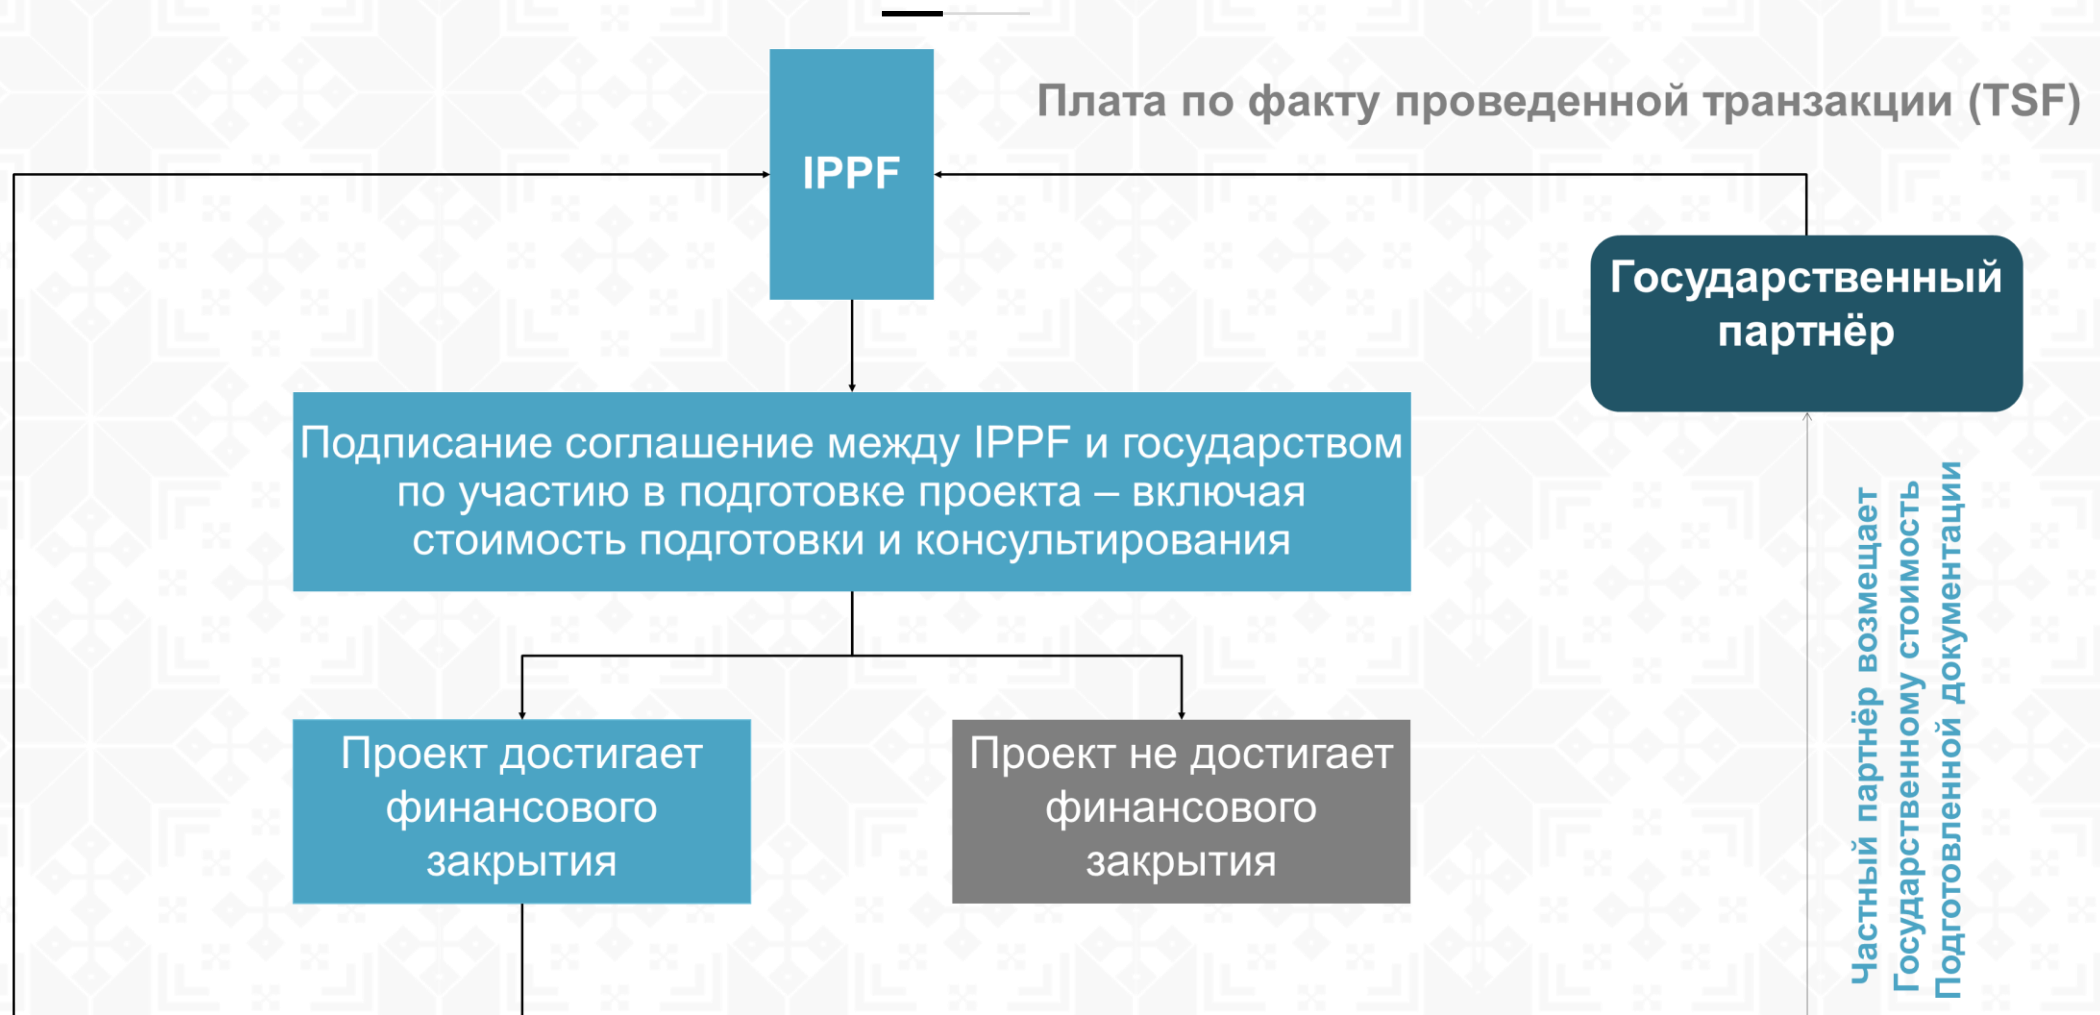 Плата по факту проведенной транзакции (TSF)
IPPF
Государственный
партнёр
Подписание соглашение между IPPF и государством
по участию в подготовке проекта – включая
стоимость подготовки и консультирования
Проект достигает
финансового
закрытия
Проект не достигает
финансового
закрытия
Частный партнёр возмещает
Государственному стоимость
Подготовленной документации